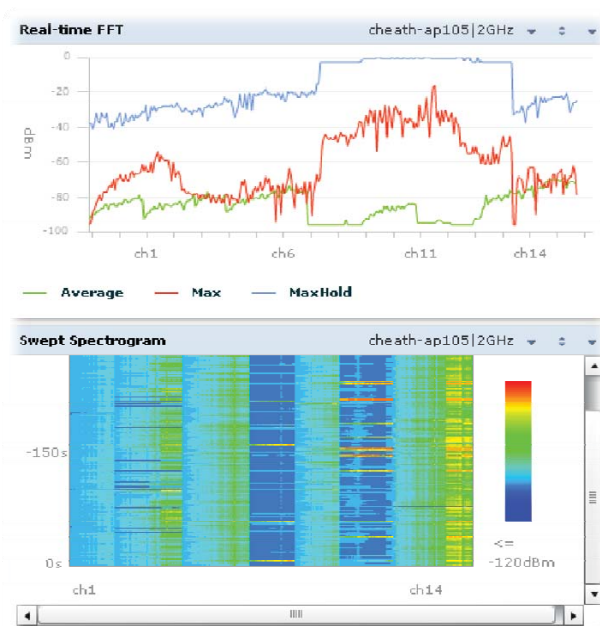 Real-time FFT cheath-ap105|2GHz
0
-20
-40
-60
-80
-100
dBm
ch1 ch6 ch11 ch14
Average Max MaxHold
Swept Spectrogram cheath-ap105|2GHz
-150s
0s
<=
-120dBm
ch1 ch14